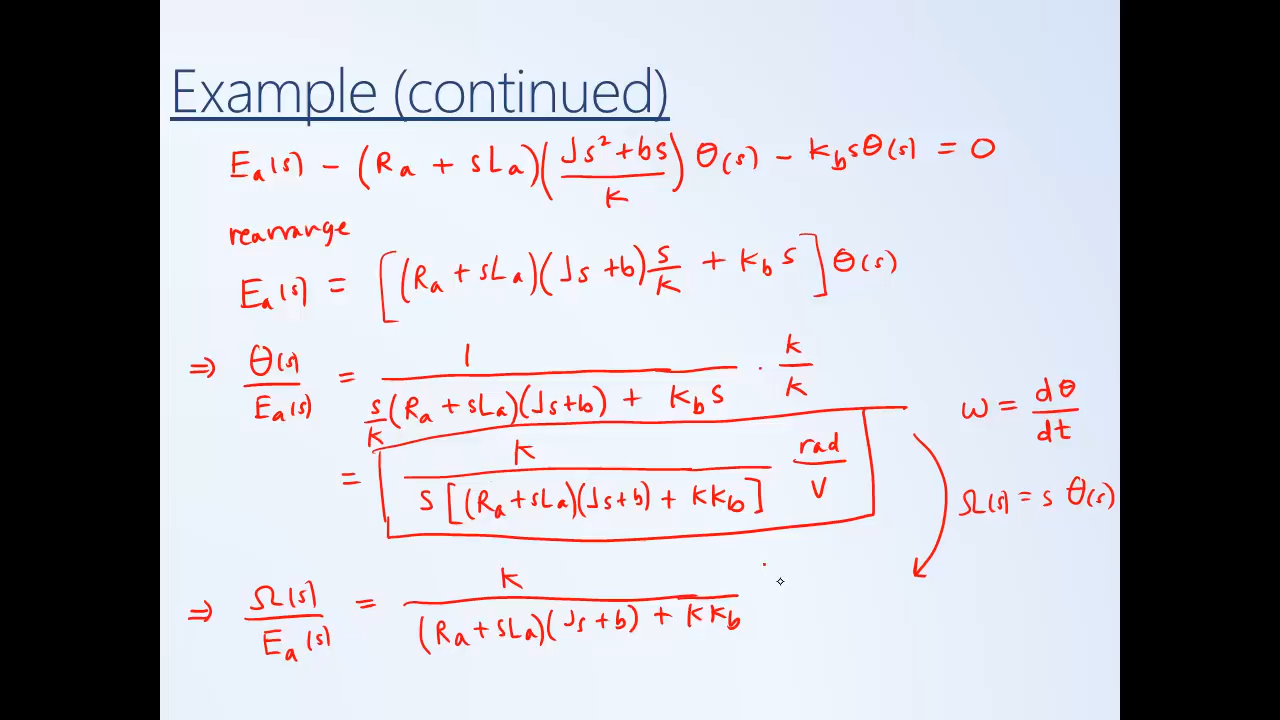 Example (continued)
Ea(s) - (Ra + sLa)((Js² + bs)/K) θ(s) - Kb sθ(s) = 0
rearrange
Ea(s) = [(Ra + sLa)(Js + b) s/K + Kb s] θ(s)
⇒ θ(s)/Ea(s) = 1/(s/K (Ra + sLa)(Js + b) + Kb s) · K/K
ω = dθ/dt
= K/(s[(Ra + sLa)(Js + b) + KKb]) rad/V
Ω(s) = s θ(s)
⇒ Ω(s)/Ea(s) = K/((Ra + sLa)(Js + b) + KKb)